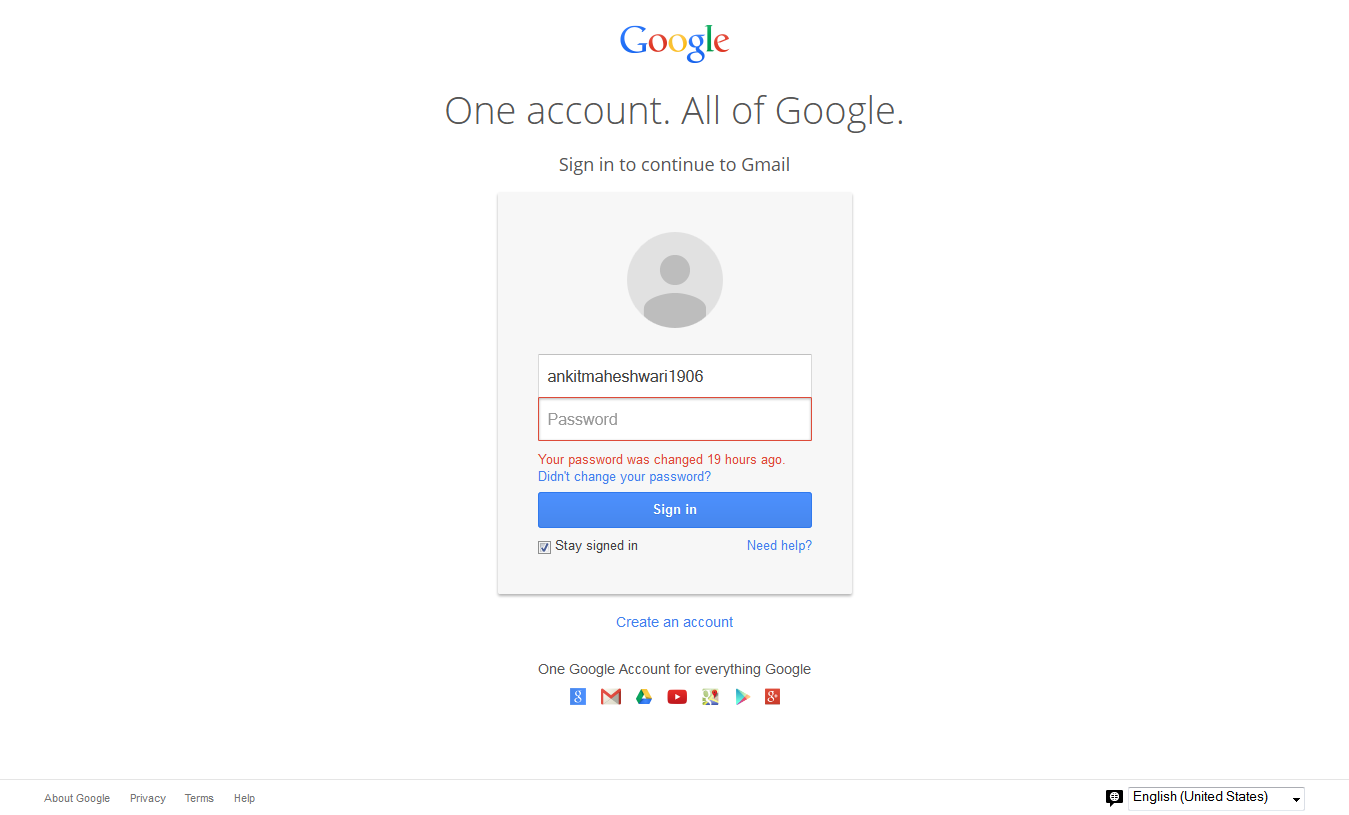 Google
One account. All of Google.
Sign in to continue to Gmail
ankitmaheshwari1906
Password
Your password was changed 19 hours ago.
Didn't change your password?
Sign in
Stay signed in Need help?
Create an account
One Google Account for everything Google
8 8+
About Google Privacy Terms Help English (United States)